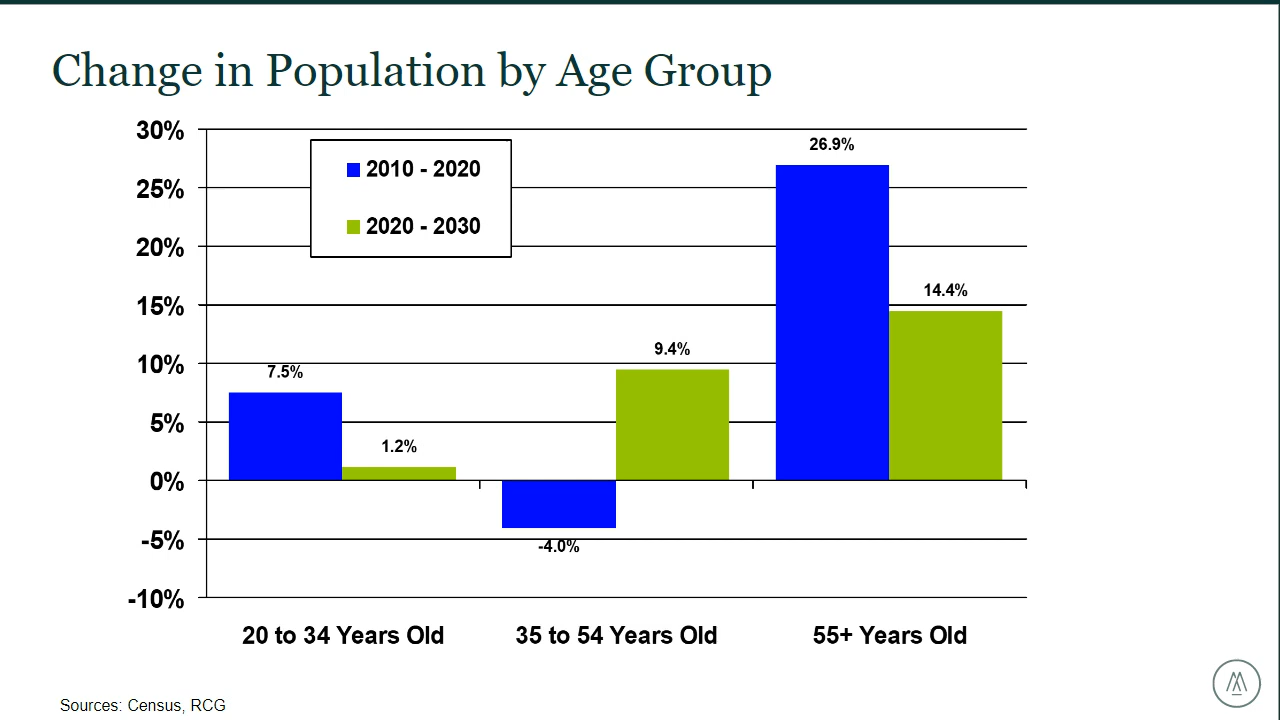 Change in Population by Age Group
30%
25%
20%
15%
10%
5%
0%
-5%
-10%
2010 - 2020
2020 - 2030
7.5%
1.2%
-4.0%
9.4%
26.9%
14.4%
20 to 34 Years Old
35 to 54 Years Old
55+ Years Old
Sources: Census, RCG